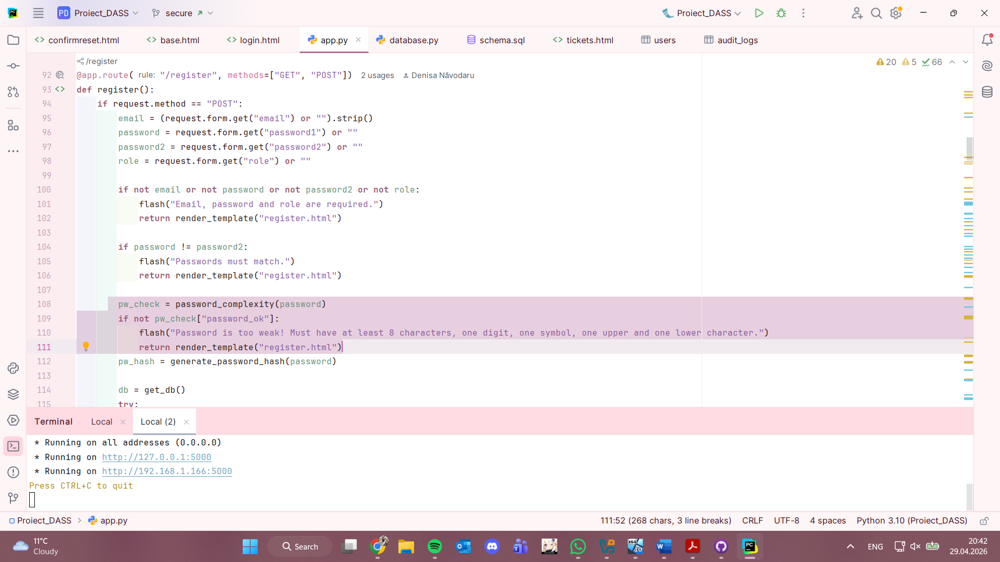 PD Proiect_DASS secure Proiect_DASS
confirmreset.html base.html login.html app.py database.py schema.sql tickets.html users audit_logs
/register
20 5 66
92 @app.route( rule: "/register", methods=["GET", "POST"]) 2 usages Denisa Năvodaru
93 def register():
94 if request.method == "POST":
95 email = (request.form.get("email") or "").strip()
96 password = request.form.get("password1") or ""
97 password2 = request.form.get("password2") or ""
98 role = request.form.get("role") or ""
99
100 if not email or not password or not password2 or not role:
101 flash("Email, password and role are required.")
102 return render_template("register.html")
103
104 if password != password2:
105 flash("Passwords must match.")
106 return render_template("register.html")
107
108 pw_check = password_complexity(password)
109 if not pw_check["password_ok"]:
110 flash("Password is too weak! Must have at least 8 characters, one digit, one symbol, one upper and one lower character.")
111 return render_template("register.html")
112 pw_hash = generate_password_hash(password)
113
114 db = get_db()
115 try:
Terminal Local Local (2)
* Running on all addresses (0.0.0.0)
* Running on http://127.0.0.1:5000
* Running on http://192.168.1.166:5000
Press CTRL+C to quit
Proiect_DASS > app.py 111:52 (268 chars, 3 line breaks) CRLF UTF-8 4 spaces Python 3.10 (Proiect_DASS)
11°C
Cloudy
Search
ENG
20:42
29.04.2026